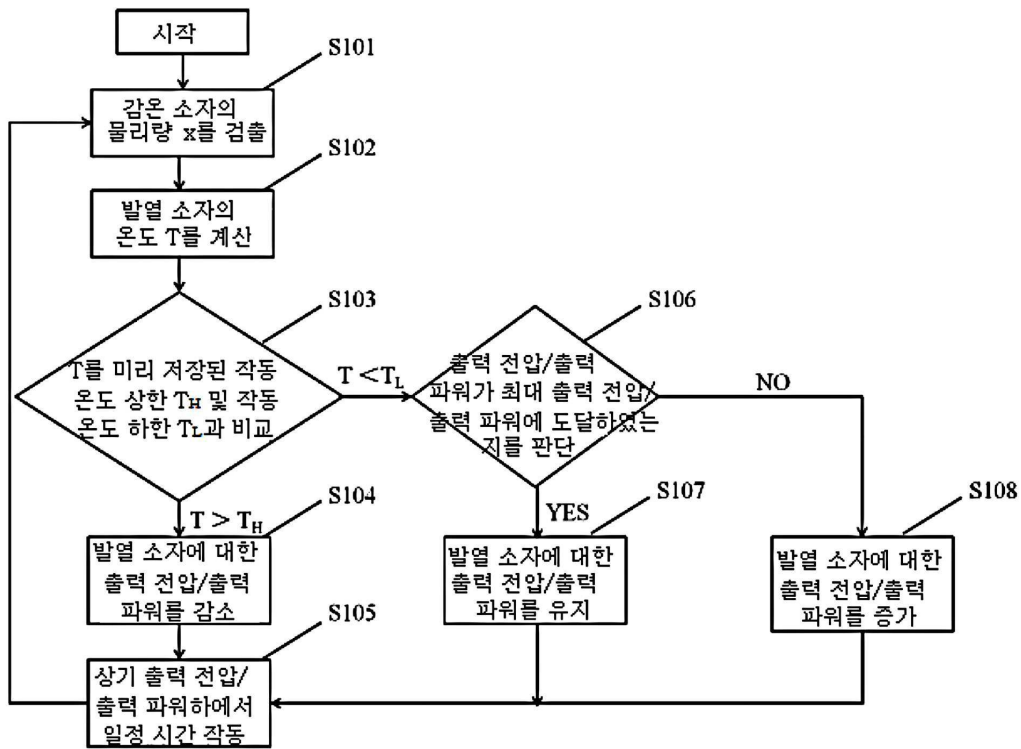 시작
S101
감온 소자의
물리량 x를 검출
S102
발열 소자의
온도 T를 계산
S103
T를 미리 저장된 작동
온도 상한 TH 및 작동
온도 하한 TL과 비교
T<TL
S106
출력 전압/출력
파워가 최대 출력 전압/
출력 파워에 도달하였는
지를 판단
NO
T > TH
YES
S104
발열 소자에 대한
출력 전압/출력
파워를 감소
S107
발열 소자에 대한
출력 전압/출력
파워를 유지
S108
발열 소자에 대한
출력 전압/출력
파워를 증가
S105
상기 출력 전압/
출력 파워하에서
일정 시간 작동